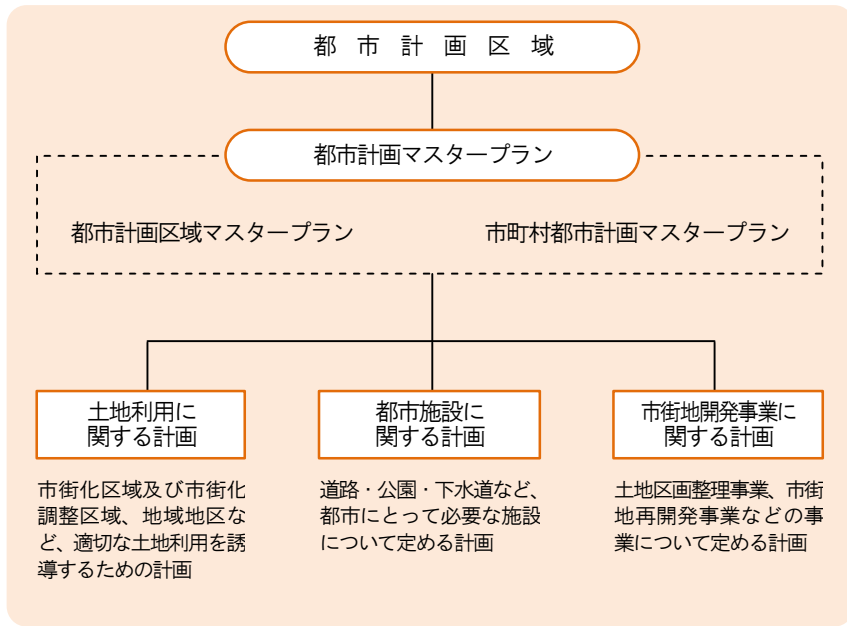 都市計画区域
都市計画マスタープラン
都市計画区域マスタープラン
市町村都市計画マスタープラン
土地利用に
関する計画
市街化区域及び市街化
調整区域、地域地区な
ど、適切な土地利用を誘
導するための計画
都市施設に
関する計画
道路・公園・下水道など、
都市にとって必要な施設
について定める計画
市街地開発事業に
関する計画
土地区画整理事業、市街
地再開発事業などの事
業について定める計画